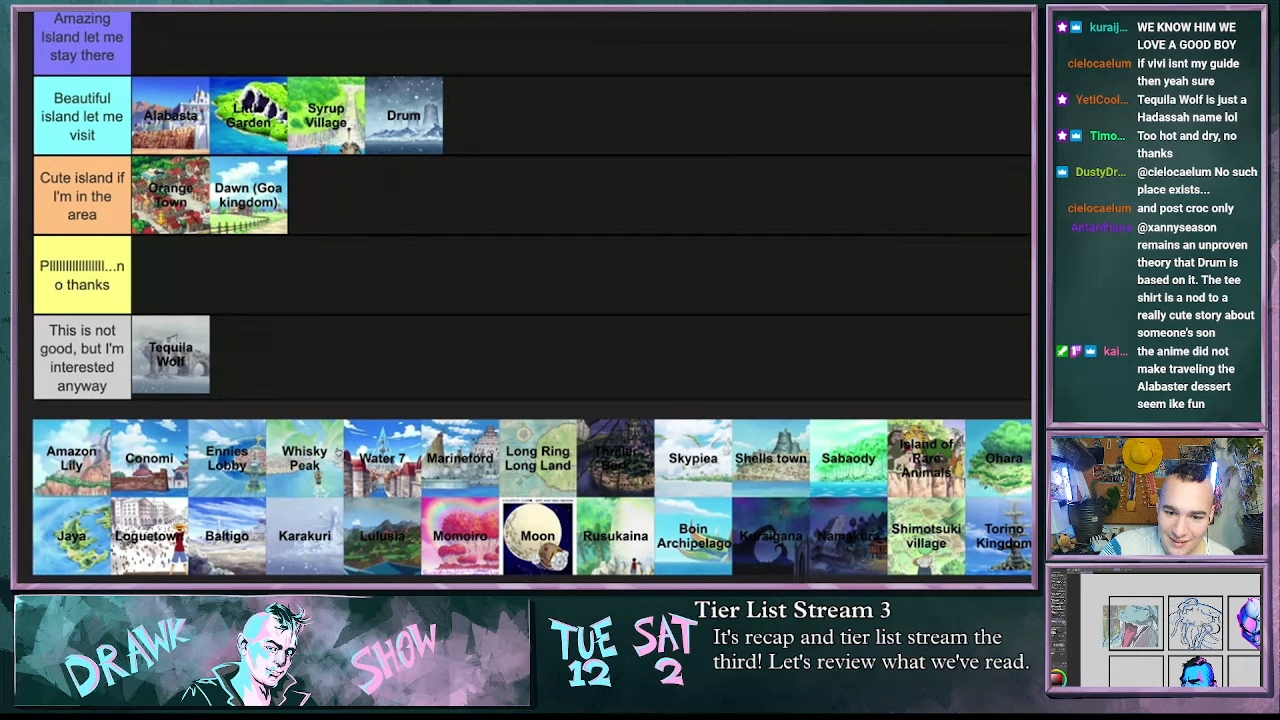 Amazing
Island let me
stay there
Beautiful
island let me
visit
Alabasta
Little
Garden
Syrup
Village
Drum
Cute island if
I'm in the
area
Orange
Town
Dawn (Goa
kingdom)
Plllllllllllllllll...n
o thanks
This is not
good, but I'm
interested
anyway
Tequila
Wolf
Amazon
Lily
Conomi
Ennies
Lobby
Whisky
Peak
Water 7
Marineford
Long Ring
Long Land
Thriller
Bark
Skypiea
Shells town
Sabaody
Island of
Rare
Animals
Ohara
Jaya
Loguetown
Baltigo
Karakuri
Lulusia
Momoiro
Moon
Rusukaina
Boin
Archipelago
Kuraigana
Namakura
Shimotsuki
village
Torino
Kingdom
kuraij... WE KNOW HIM WE
LOVE A GOOD BOY
cielocaelum if vivi isnt my guide
then yeah sure
YetiCool... Tequila Wolf is just a
Hadassah name lol
Timo... Too hot and dry, no
thanks
DustyDr... @cielocaelum No such
place exists...
cielocaelum and post croc only
Antardhana @xannyseason
remains an unproven
theory that Drum is
based on it. The tee
shirt is a nod to a
really cute story about
someone's son
kai... the anime did not
make traveling the
Alabaster dessert
seem ike fun
DRAWK
SHOW
TUE
12
SAT
2
Tier List Stream 3
It's recap and tier list stream the
third! Let's review what we've read.